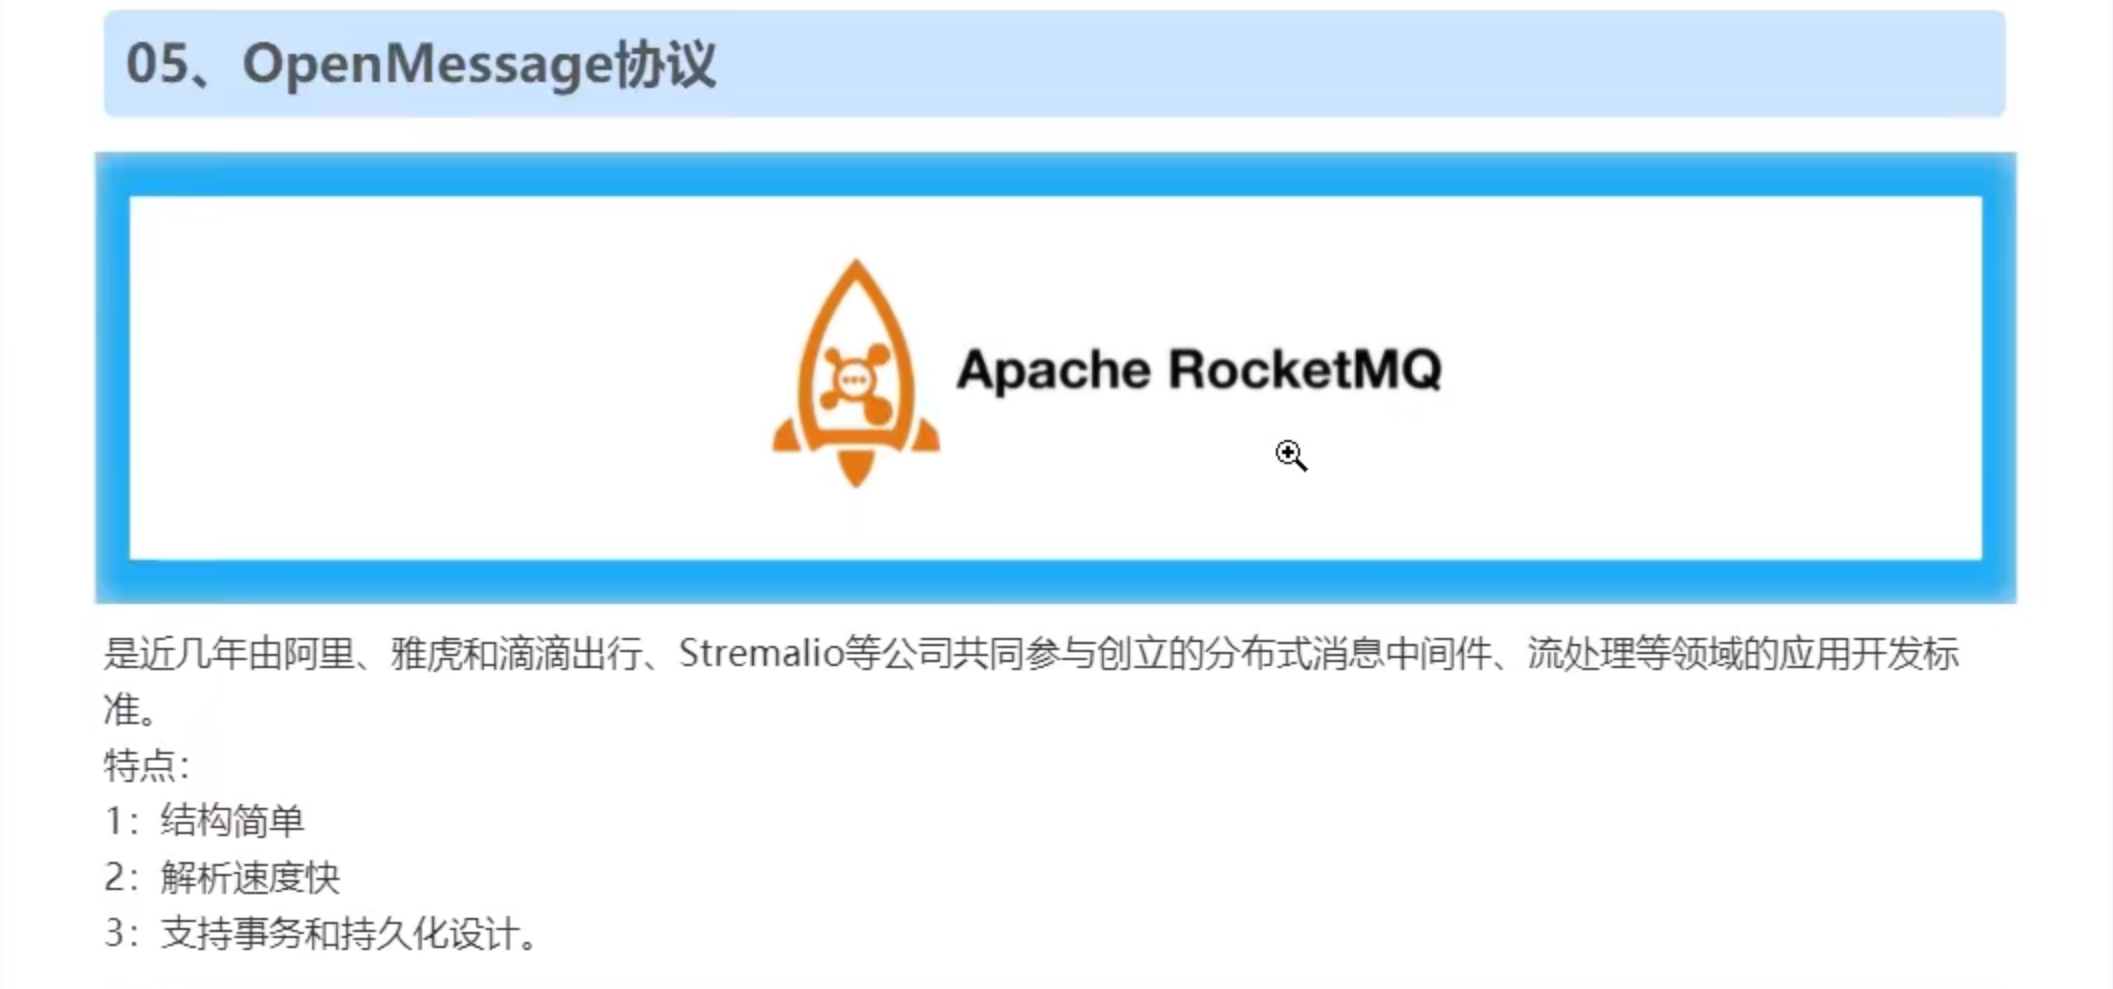 05、OpenMessage协议
Apache RocketMQ
是近几年由阿里、雅虎和滴滴出行、Stremalio等公司共同参与创立的分布式消息中间件、流处理等领域的应用开发标
准。
特点：
1：结构简单
2：解析速度快
3：支持事务和持久化设计。